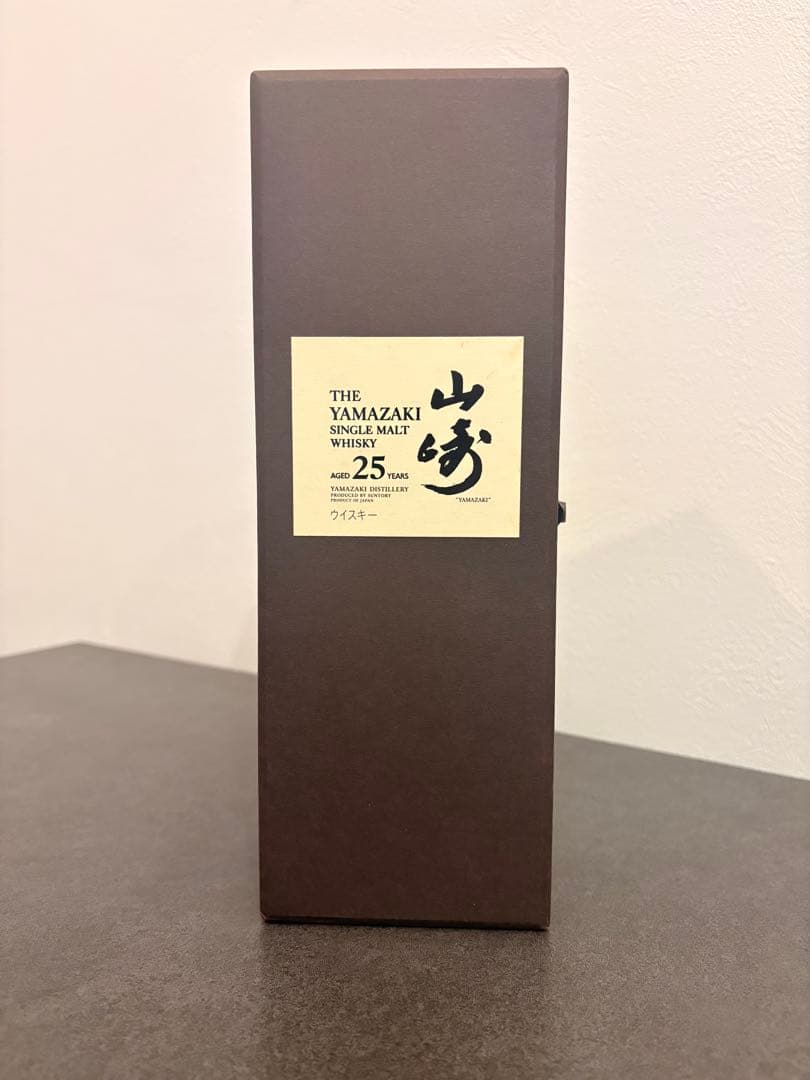 THE
YAMAZAKI
SINGLE MALT
WHISKY
AGED 25 YEARS
YAMAZAKI DISTILLERY
PRODUCED BY SUNTORY
PRODUCT OF JAPAN
ウイスキー
山崎
"YAMAZAKI"